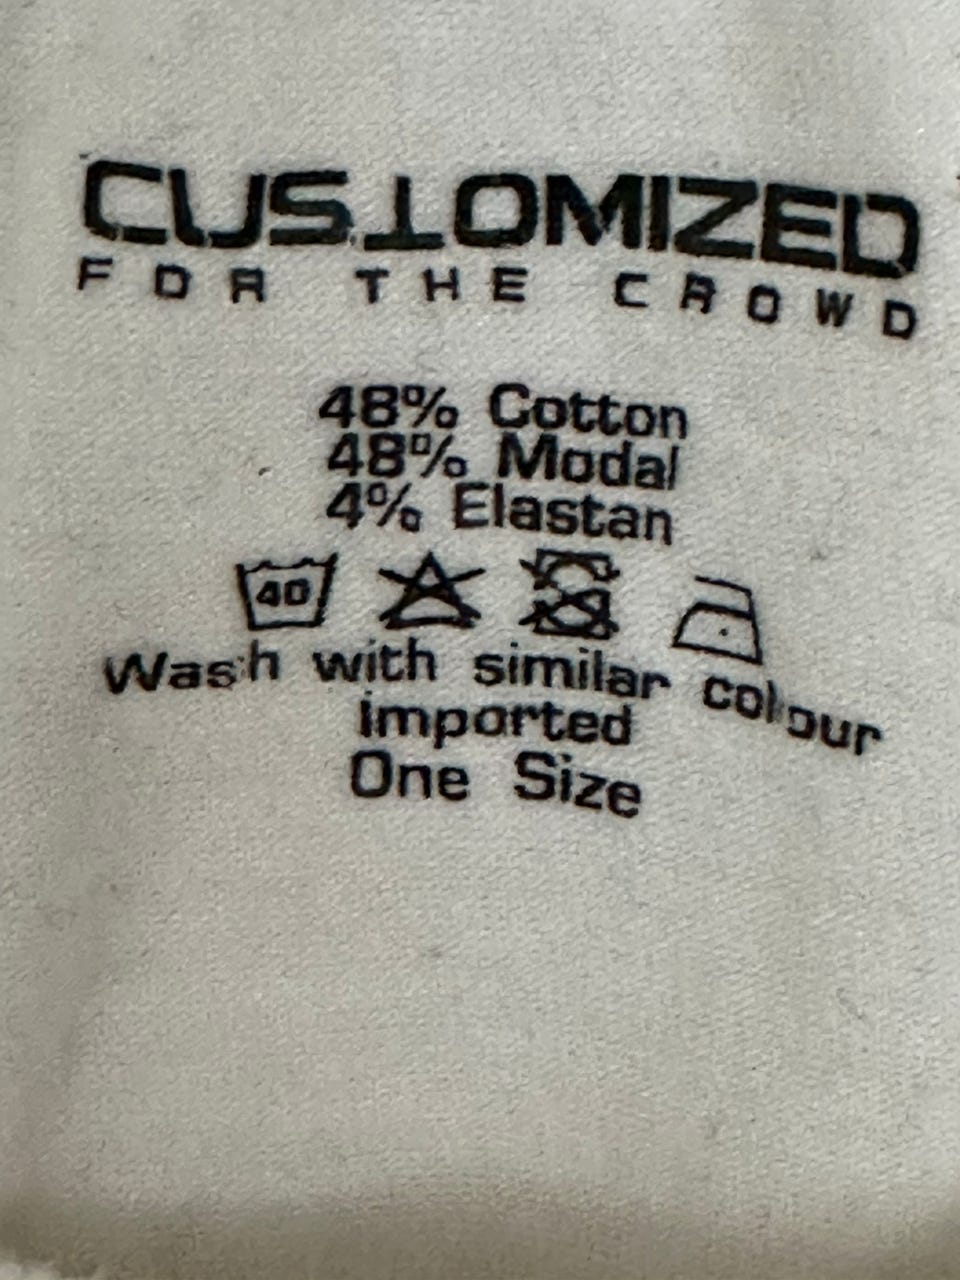 CUSTOMIZED
FOR THE CROWD
48% Cotton
48% Modal
4% Elastan
40
Wash with similar colour
Imported
One Size